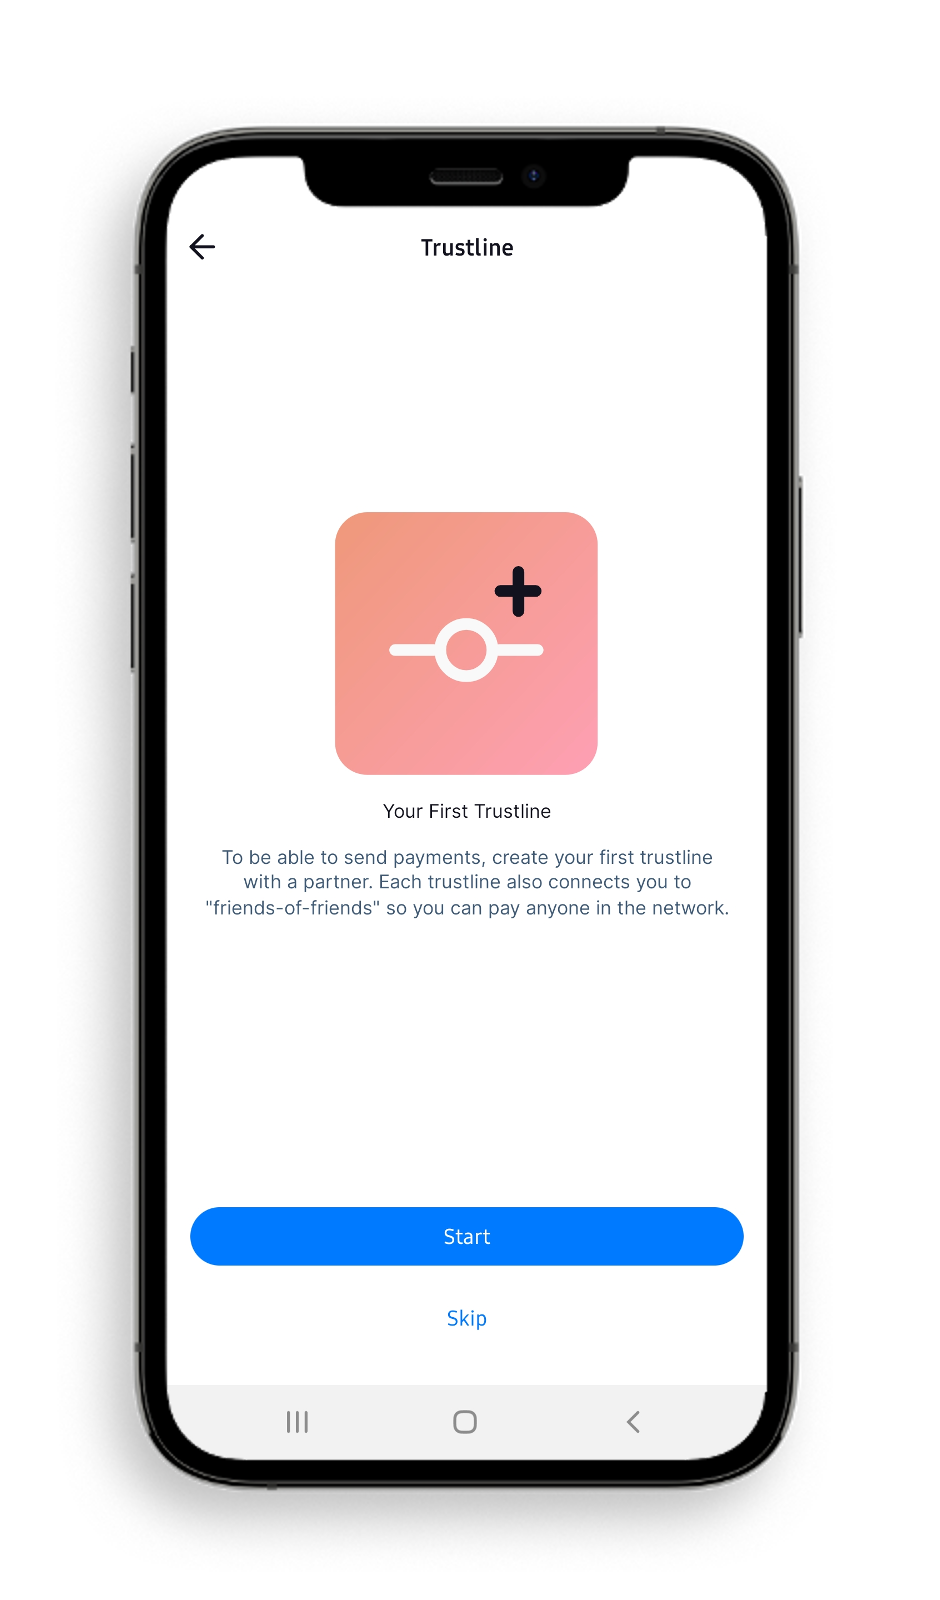 Trustline
Your First Trustline
To be able to send payments, create your first trustline
with a partner. Each trustline also connects you to
"friends-of-friends" so you can pay anyone in the network.
Start
Skip